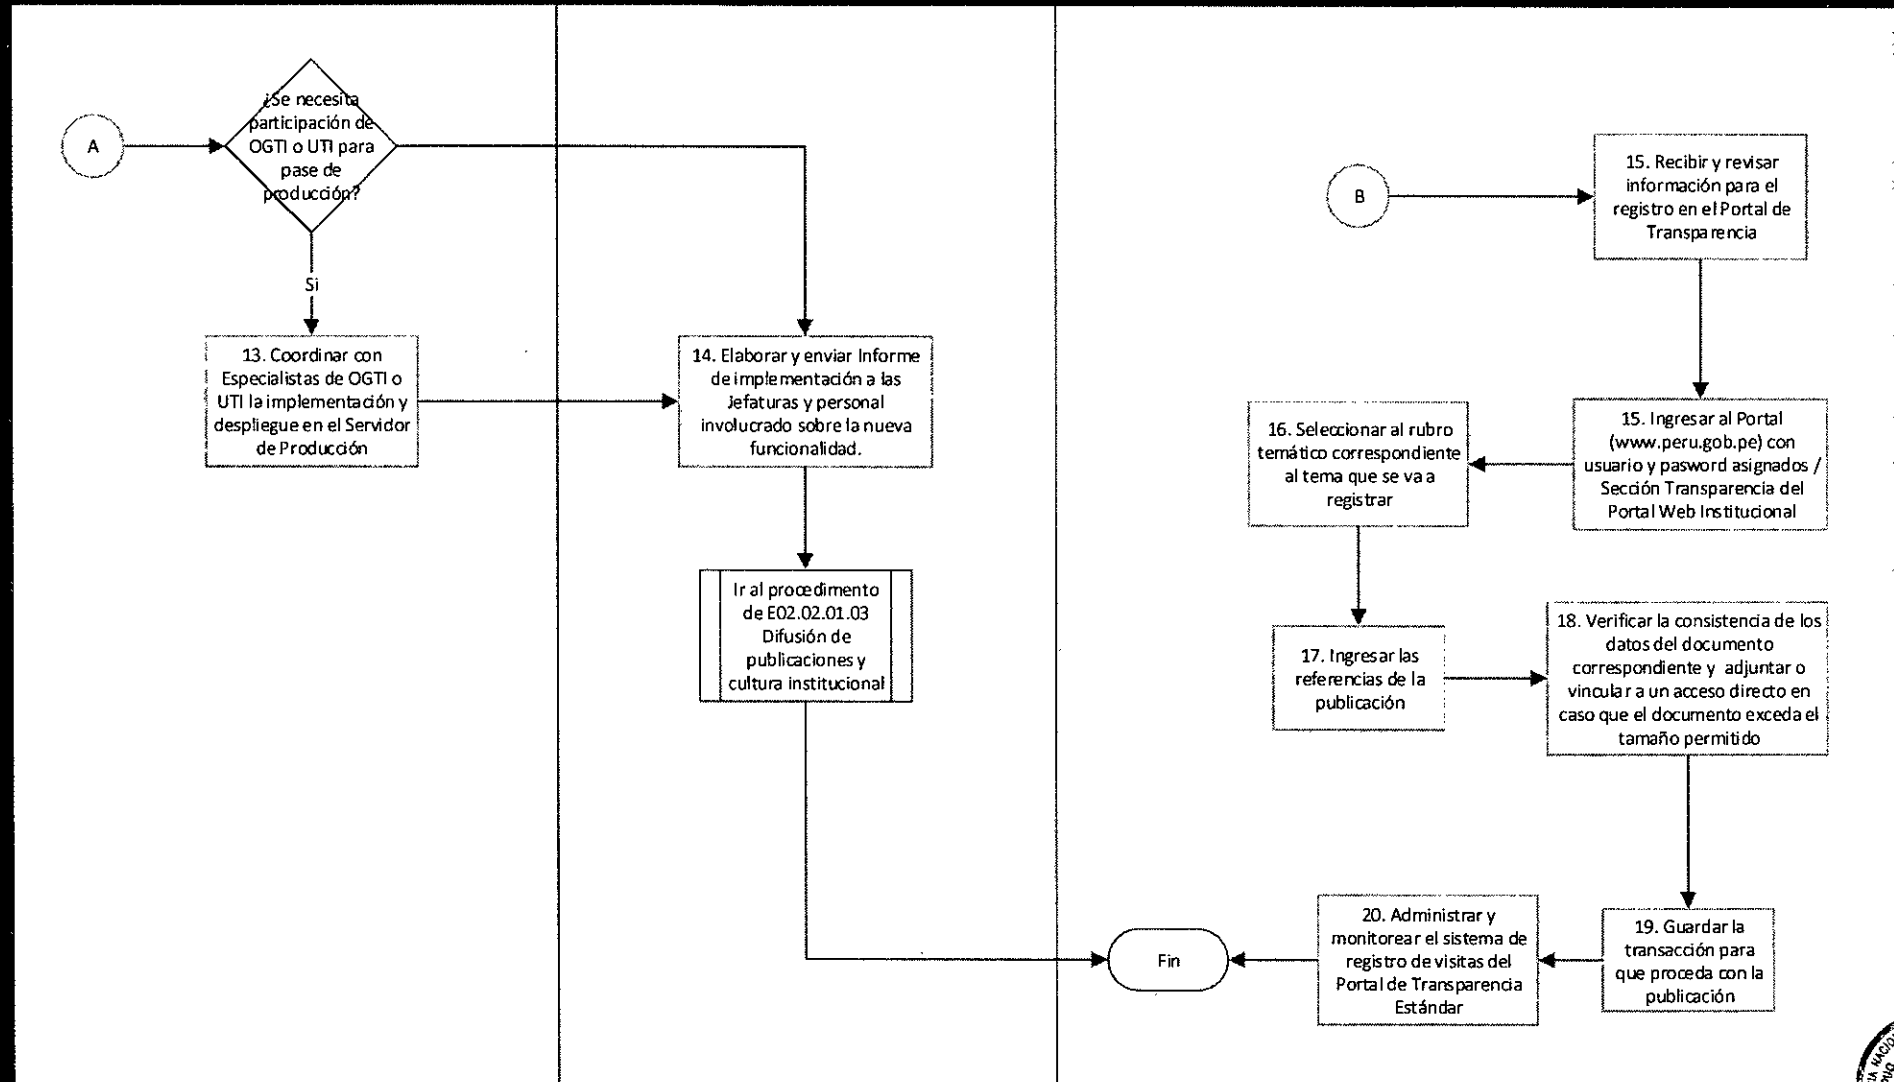 A
¿Se necesita
participación de
OGTI o UTI para
pase de
producción?
Si
13. Coordinar con
Especialistas de OGTI o
UTI la implementación y
despliegue en el Servidor
de Producción
14. Elaborar y enviar Informe
de implementación a las
Jefaturas y personal
involucrado sobre la nueva
funcionalidad.
Ir al procedimento
de E02.02.01.03
Difusión de
publicaciones y
cultura institucional
B
15. Recibir y revisar
información para el
registro en el Portal de
Transparencia
15. Ingresar al Portal
(www.peru.gob.pe) con
usuario y pasword asignados /
Sección Transparencia del
Portal Web Institucional
16. Seleccionar al rubro
temático correspondiente
al tema que se va a
registrar
17. Ingresar las
referencias de la
publicación
18. Verificar la consistencia de los
datos del documento
correspondiente y adjuntar o
vincular a un acceso directo en
caso que el documento exceda el
tamaño permitido
19. Guardar la
transacción para
que proceda con la
publicación
20. Administrar y
monitorear el sistema de
registro de visitas del
Portal de Transparencia
Estándar
Fin